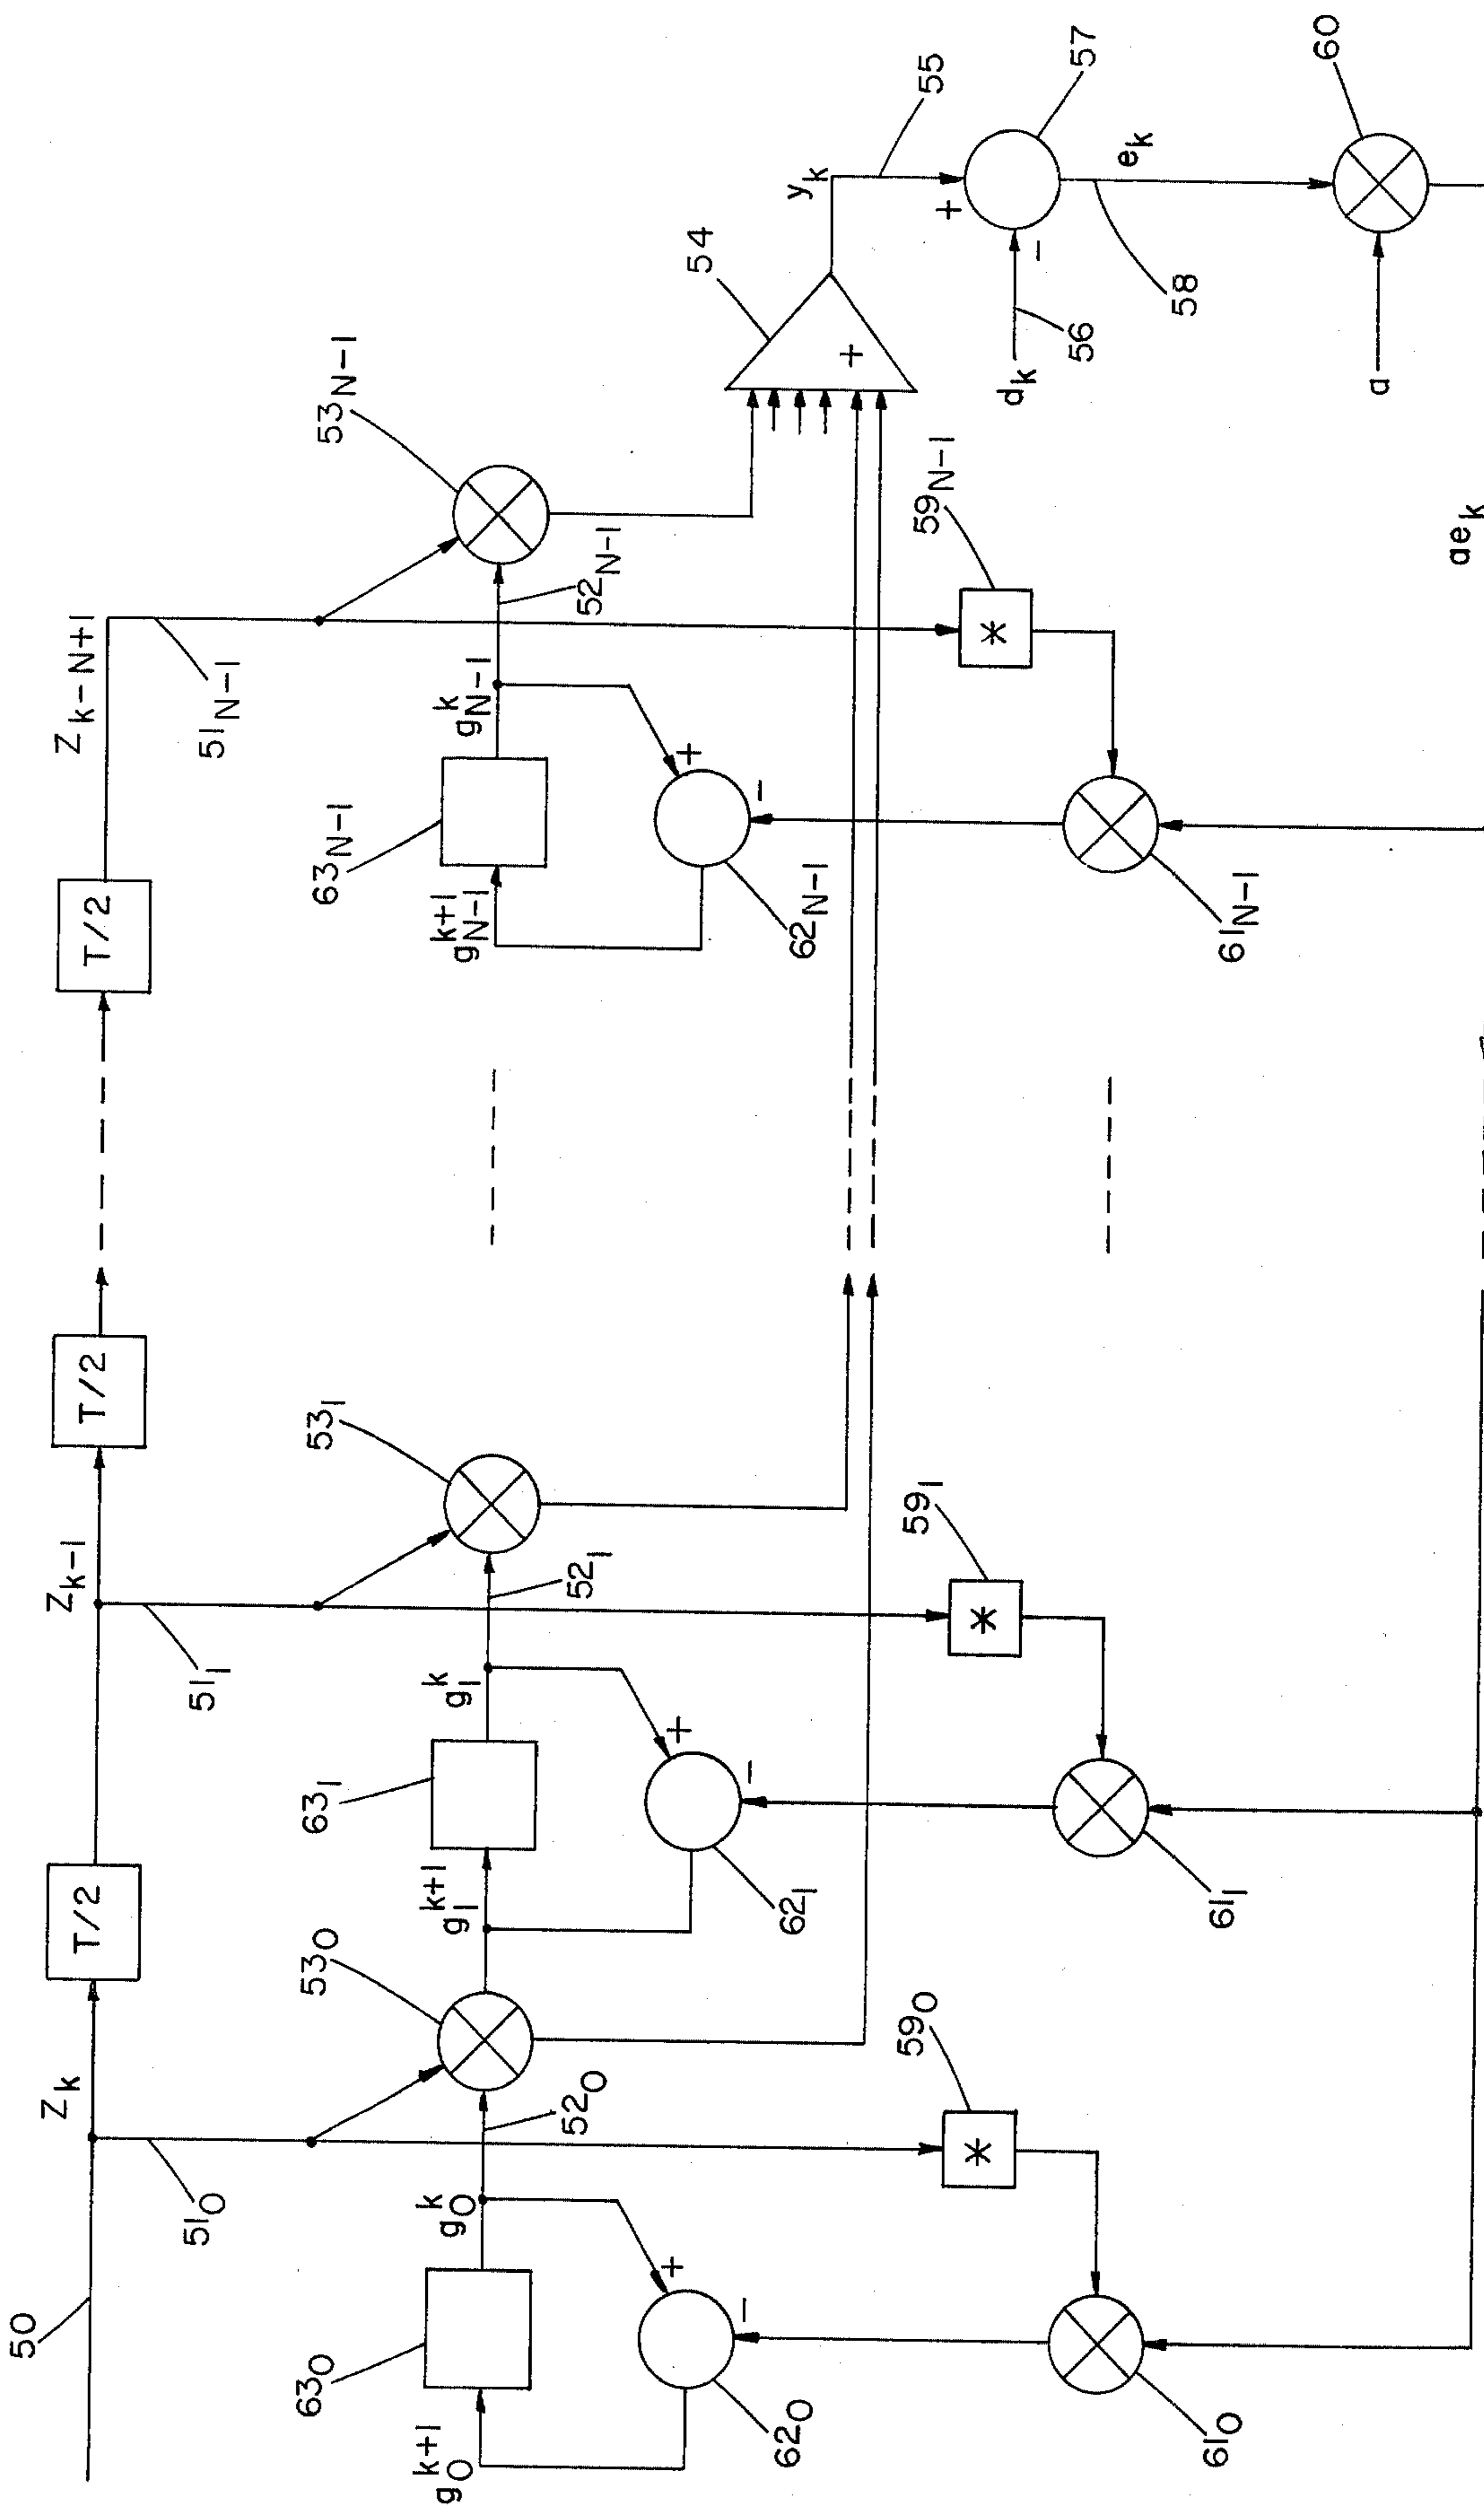 50
Z_k
T/2
Z_{k-1}
T/2
T/2
Z_{k-N+1}
51_0
51_1
51_{N-1}
63_0
53_0
63_1
53_1
63_{N-1}
53_{N-1}
g_0^{k+1}
g_0^k
g_1^{k+1}
g_1^k
g_{N-1}^{k+1}
g_{N-1}^k
52_0
52_1
52_{N-1}
+
-
+
-
+
-
62_0
62_1
62_{N-1}
54
+
y_k
55
59_0
59_1
59_{N-1}
*
*
*
d_k
56
+
-
57
61_0
61_1
61_{N-1}
58
e_k
60
a
ae_k